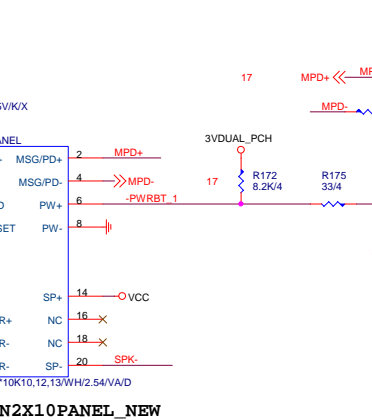 17 MPD+ MP
5V/K/X
MPD-
ANEL
3VDUAL_PCH
- MSG/PD+ 2 MPD+
R172 R175
MSG/PD- 4 MPD- 17 8.2K/4 33/4
D PW+ 6 -PWRBT_1
SET PW- 8
SP+ 14 VCC
R+ NC 16
R- NC 18
R- SP- 20 SPK-
*10K10,12,13/WH/2.54/VA/D
N2X10PANEL_NEW